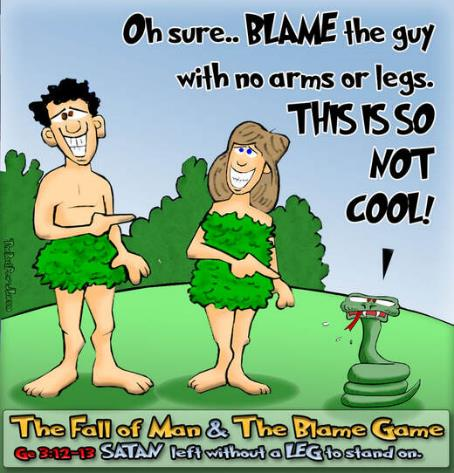 Oh sure.. BLAME the guy
with no arms or legs.
THIS IS SO
NOT
COOL!
The Fall of Man & The Blame Game
Ge 3:12-13 SATAN left without a LEG to stand on.